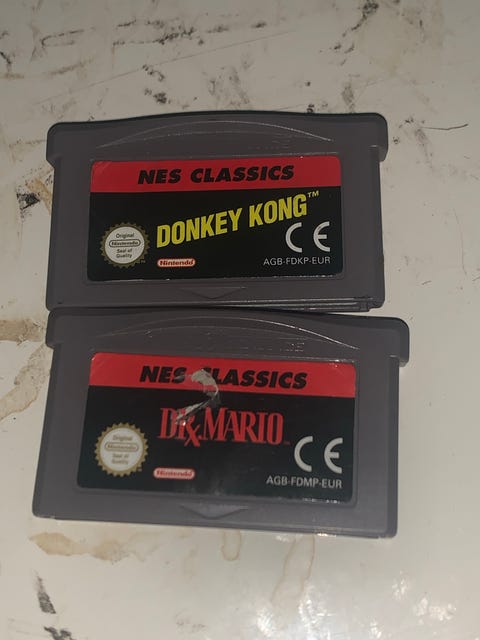 NES CLASSICS
DONKEY KONG™
Original
Nintendo
Seal of
Quality
Nintendo
CE
AGB-FDKP-EUR
NES CLASSICS
Dr. MARIO™
Original
Nintendo
Seal of
Quality
Nintendo
CE
AGB-FDMP-EUR